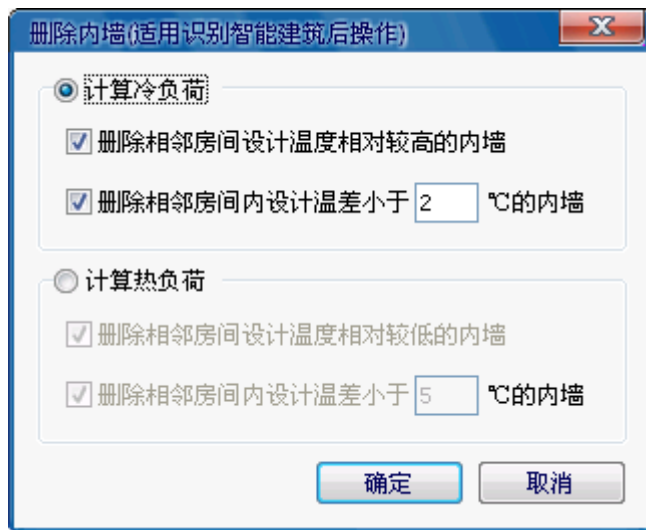 删除内墙(适用识别智能建筑后操作)
计算冷负荷
删除相邻房间设计温度相对较高的内墙
删除相邻房间内设计温差小于 2 ℃的内墙
计算热负荷
删除相邻房间设计温度相对较低的内墙
删除相邻房间内设计温差小于 5 ℃的内墙
确定 取消